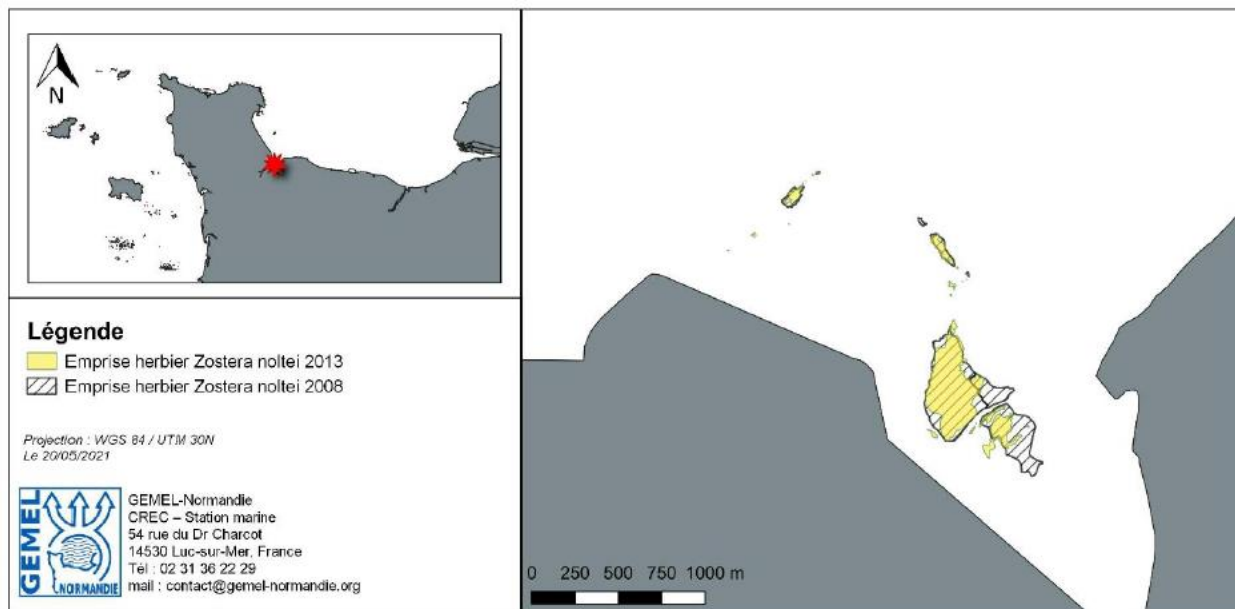 N
Légende
Emprise herbier Zostera noltei 2013
Emprise herbier Zostera noltei 2008
Projection : WGS 84 / UTM 30N
Le 20/05/2021
GEMEL
NORMANDIE
GEMEL-Normandie
CREC – Station marine
54 rue du Dr Charcot
14530 Luc-sur-Mer, France
Tél : 02 31 36 22 29
mail : contact@gemel-normandie.org
0 250 500 750 1000 m